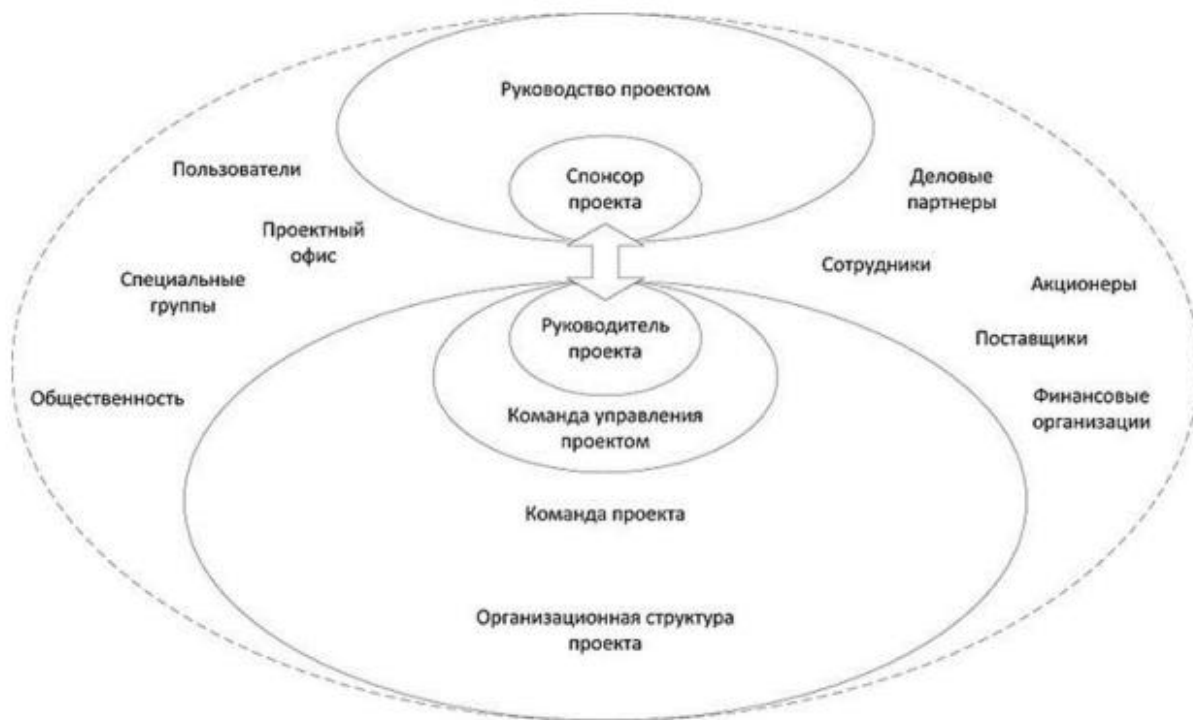 Руководство проектом
Пользователи
Спонсор
проекта
Деловые
партнеры
Проектный
офис
Сотрудники
Специальные
группы
Акционеры
Руководитель
проекта
Поставщики
Общественность
Финансовые
организации
Команда управления
проектом
Команда проекта
Организационная структура
проекта